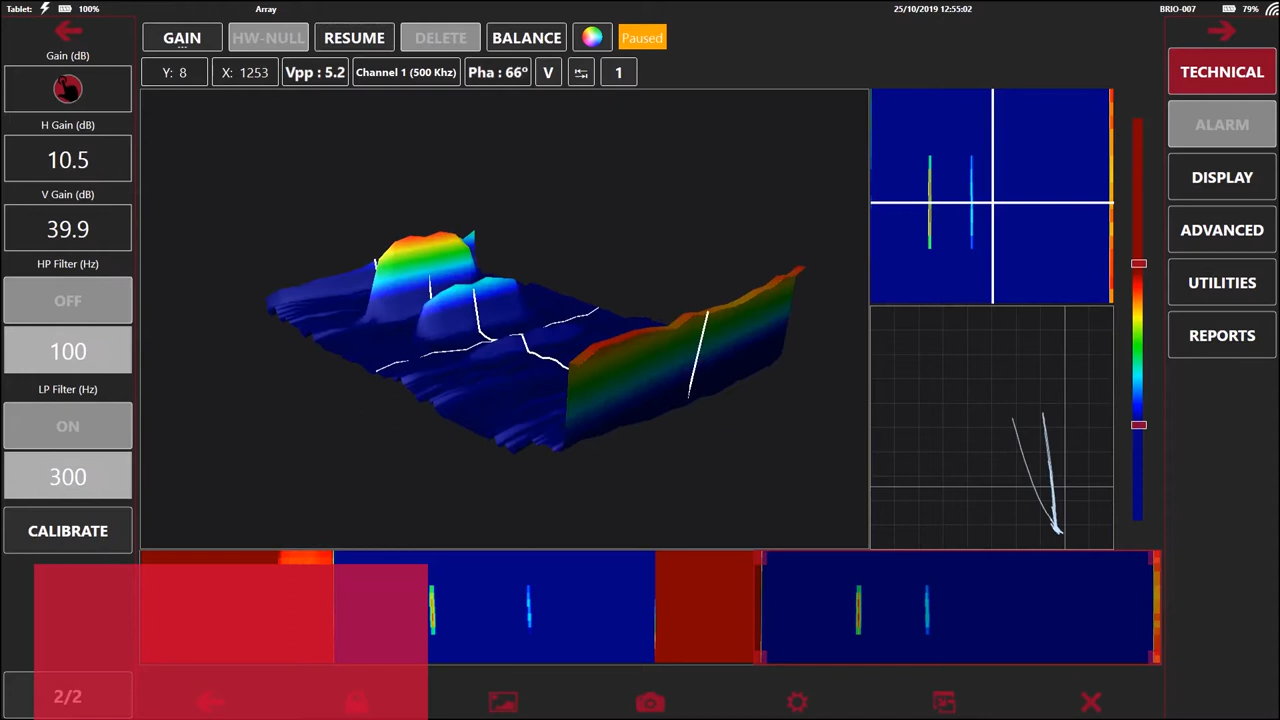 Tablet: 100% Array 25/10/2019 12:55:02 BRIO-007 79%
GAIN HW-NULL RESUME DELETE BALANCE Paused
Y: 8 X: 1253 Vpp : 5.2 Channel 1 (500 Khz) Pha : 66º V 1
Gain (dB)
H Gain (dB)
10.5
V Gain (dB)
39.9
HP Filter (Hz)
OFF
100
LP Filter (Hz)
ON
300
CALIBRATE
2/2
TECHNICAL
ALARM
DISPLAY
ADVANCED
UTILITIES
REPORTS